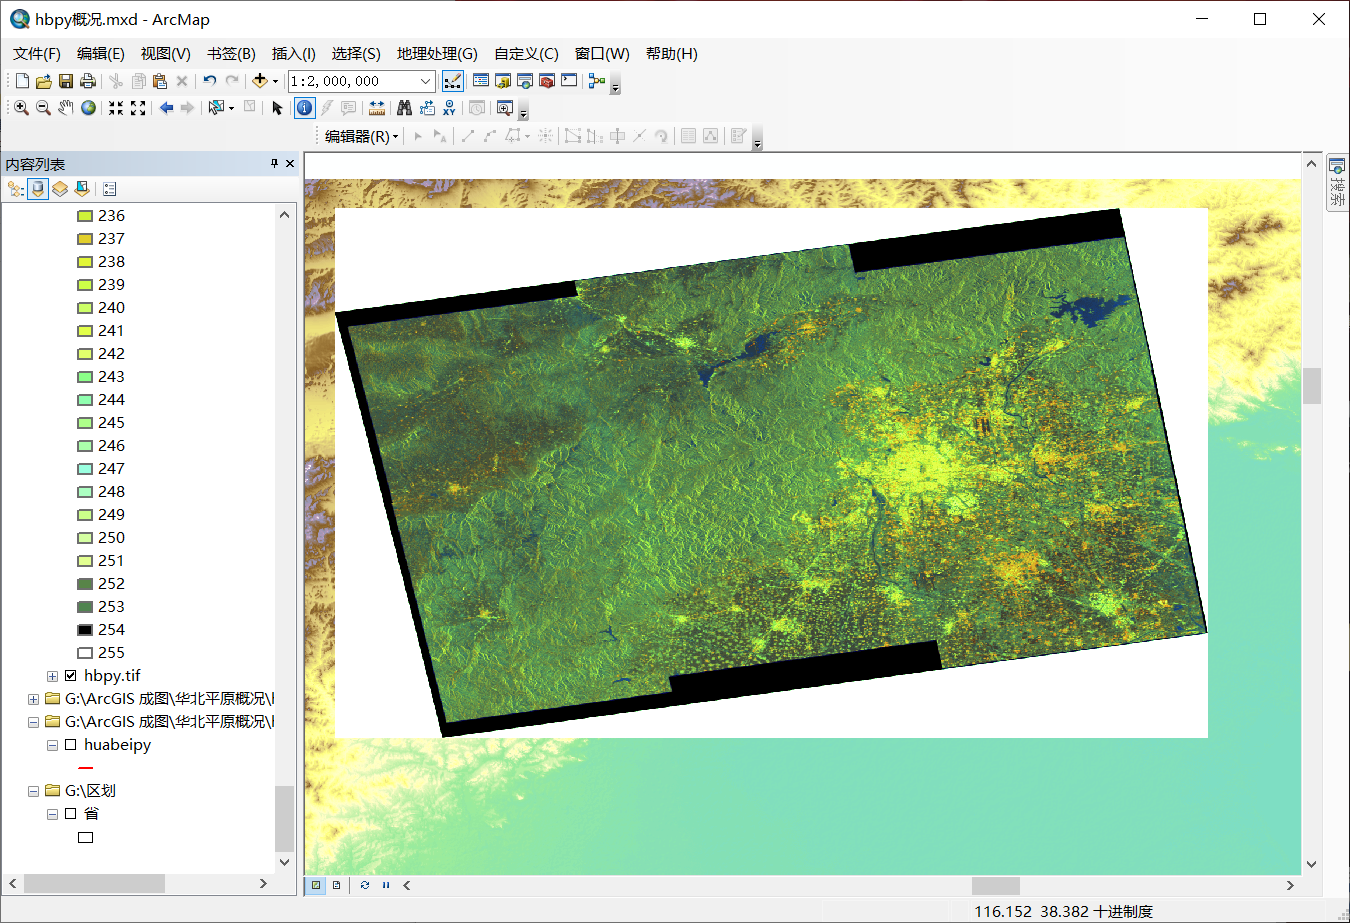 hbpy概况.mxd - ArcMap
文件(F) 编辑(E) 视图(V) 书签(B) 插入(I) 选择(S) 地理处理(G) 自定义(C) 窗口(W) 帮助(H)
1:2,000,000
XY
编辑器(R)
内容列表
搜索
236
237
238
239
240
241
242
243
244
245
246
247
248
249
250
251
252
253
254
255
hbpy.tif
G:\ArcGIS 成图\华北平原概况\
G:\ArcGIS 成图\华北平原概况\
huabeipy
G:\区划
省
116.152 38.382 十进制度